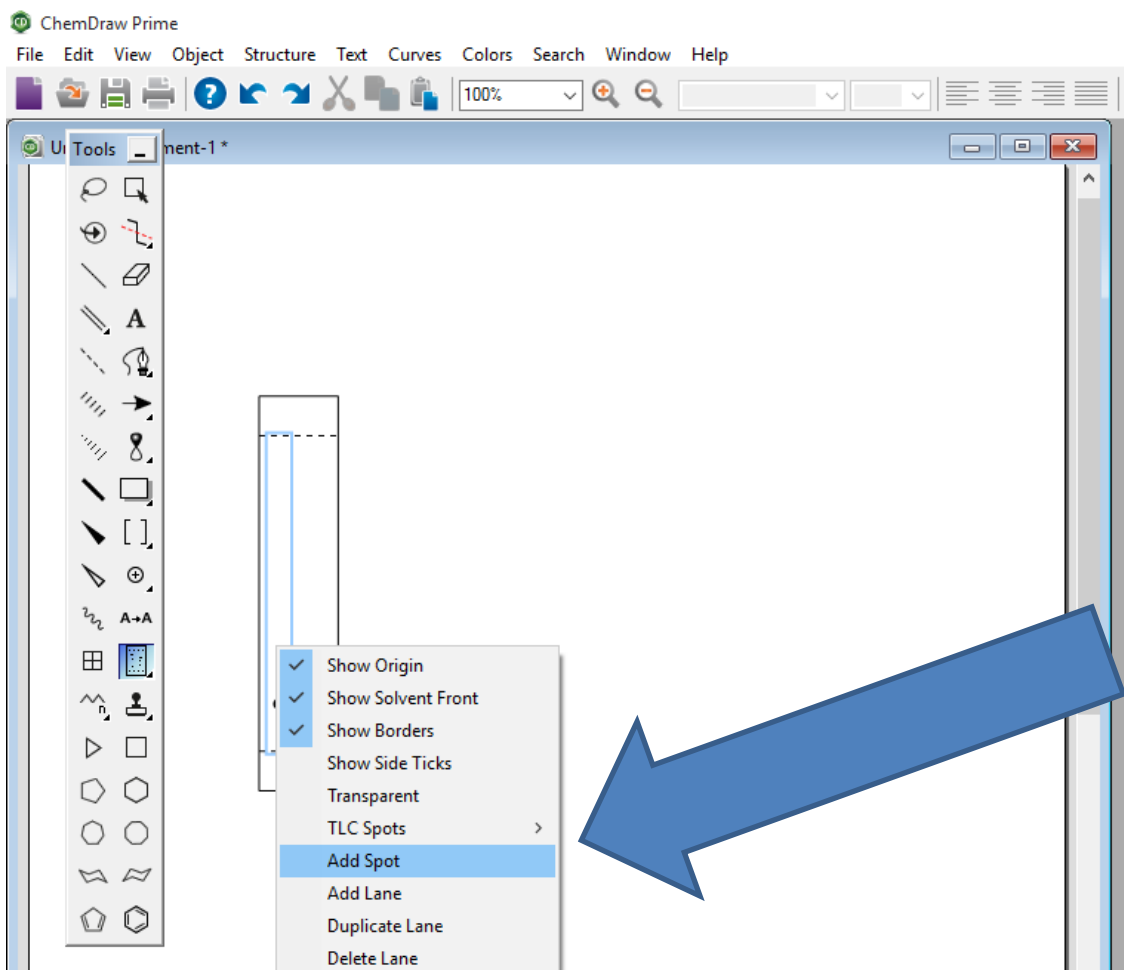 ChemDraw Prime
File Edit View Object Structure Text Curves Colors Search Window Help
100%
Tools
ment-1 *
A
A→A
n
Show Origin
Show Solvent Front
Show Borders
Show Side Ticks
Transparent
TLC Spots
Add Spot
Add Lane
Duplicate Lane
Delete Lane